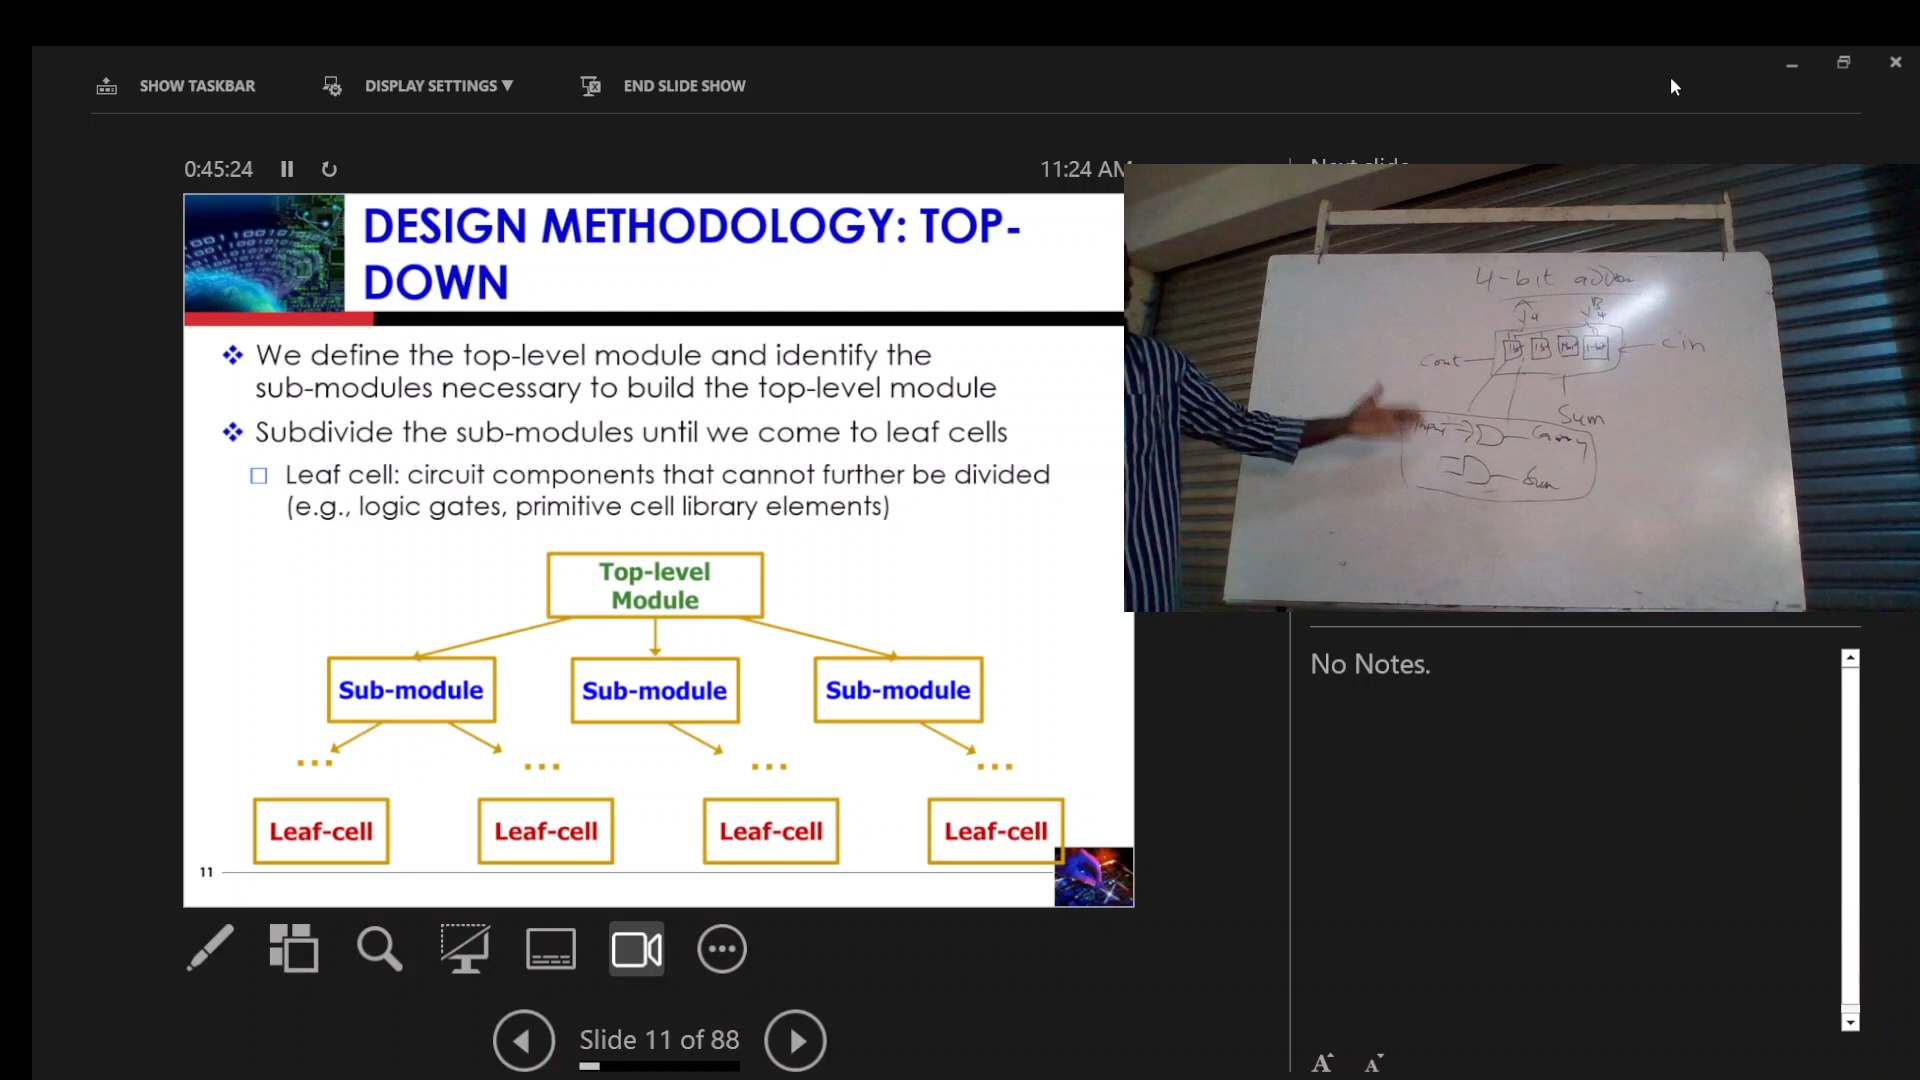 SHOW TASKBAR
DISPLAY SETTINGS ▼
END SLIDE SHOW
0:45:24
11:24 AM
Next slide
DESIGN METHODOLOGY: TOP-
DOWN
We define the top-level module and identify the
sub-modules necessary to build the top-level module
Subdivide the sub-modules until we come to leaf cells
Leaf cell: circuit components that cannot further be divided
(e.g., logic gates, primitive cell library elements)
Top-level
Module
Sub-module
Sub-module
Sub-module
...
...
...
...
Leaf-cell
Leaf-cell
Leaf-cell
Leaf-cell
11
4-bit adder
A
B
4
4
Cout
Cin
Sum
Carry
Sum
No Notes.
Slide 11 of 88
A
A